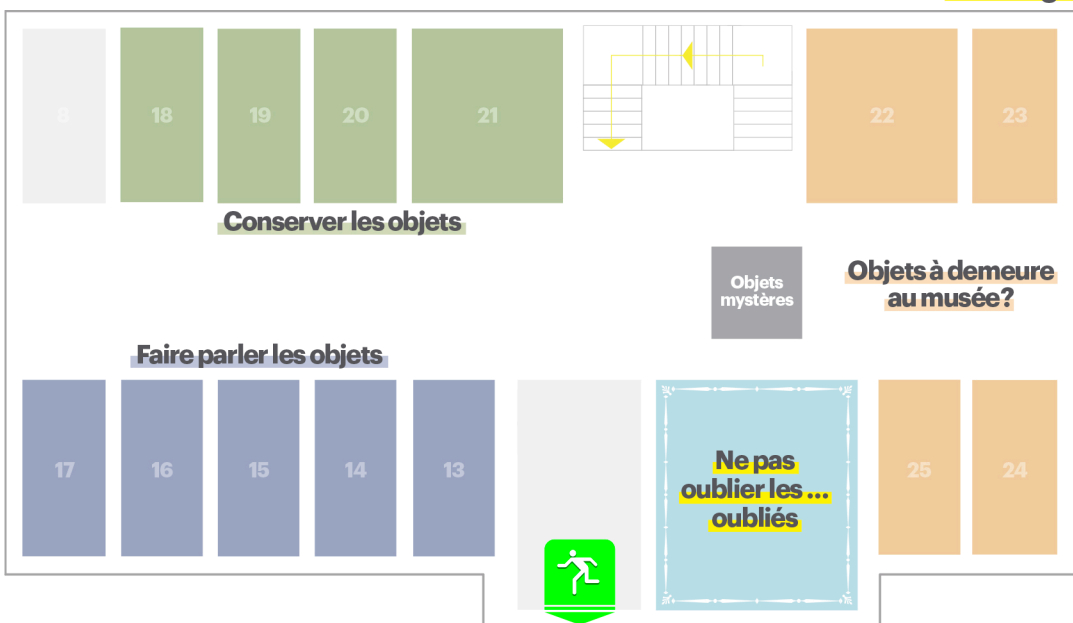 8
18
19
20
21
22
23
Conserver les objets
Objets
mystères
Objets à demeure
au musée?
Faire parler les objets
17
16
15
14
13
Ne pas
oublier les ...
oubliés
25
24